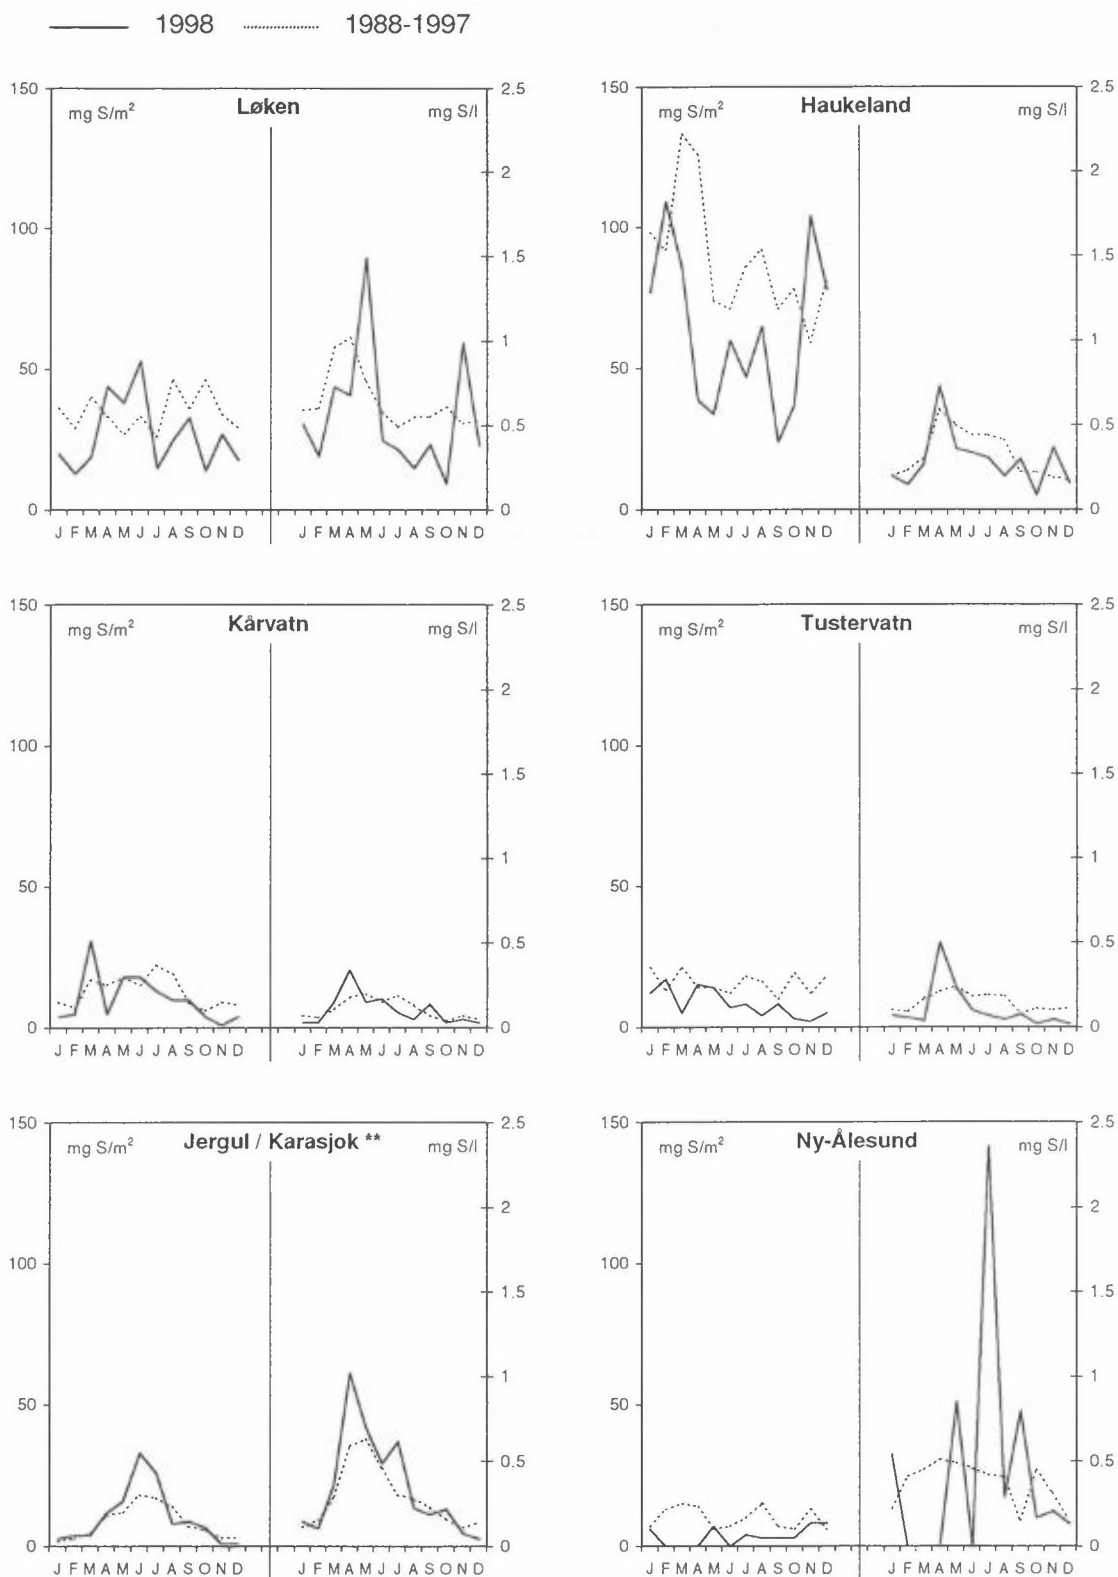 1998 1988-1997
150 2.5 150 2.5
mg S/m² Løken mg S/l mg S/m² Haukeland mg S/l
2 2
100 100
1.5 1.5
1 1
50 50
0.5 0.5
0 0 0 0
J F M A M J J A S O N D J F M A M J J A S O N D J F M A M J J A S O N D J F M A M J J A S O N D
150 2.5 150 2.5
mg S/m² Kårvatn mg S/l mg S/m² Tustervatn mg S/l
2 2
100 100
1.5 1.5
1 1
50 50
0.5 0.5
0 0 0 0
J F M A M J J A S O N D J F M A M J J A S O N D J F M A M J J A S O N D J F M A M J J A S O N D
150 2.5 150 2.5
mg S/m² Jergul / Karasjok ** mg S/l mg S/m² Ny-Ålesund mg S/l
2 2
100 100
1.5 1.5
1 1
50 50
0.5 0.5
0 0 0 0
J F M A M J J A S O N D J F M A M J J A S O N D J F M A M J J A S O N D J F M A M J J A S O N D